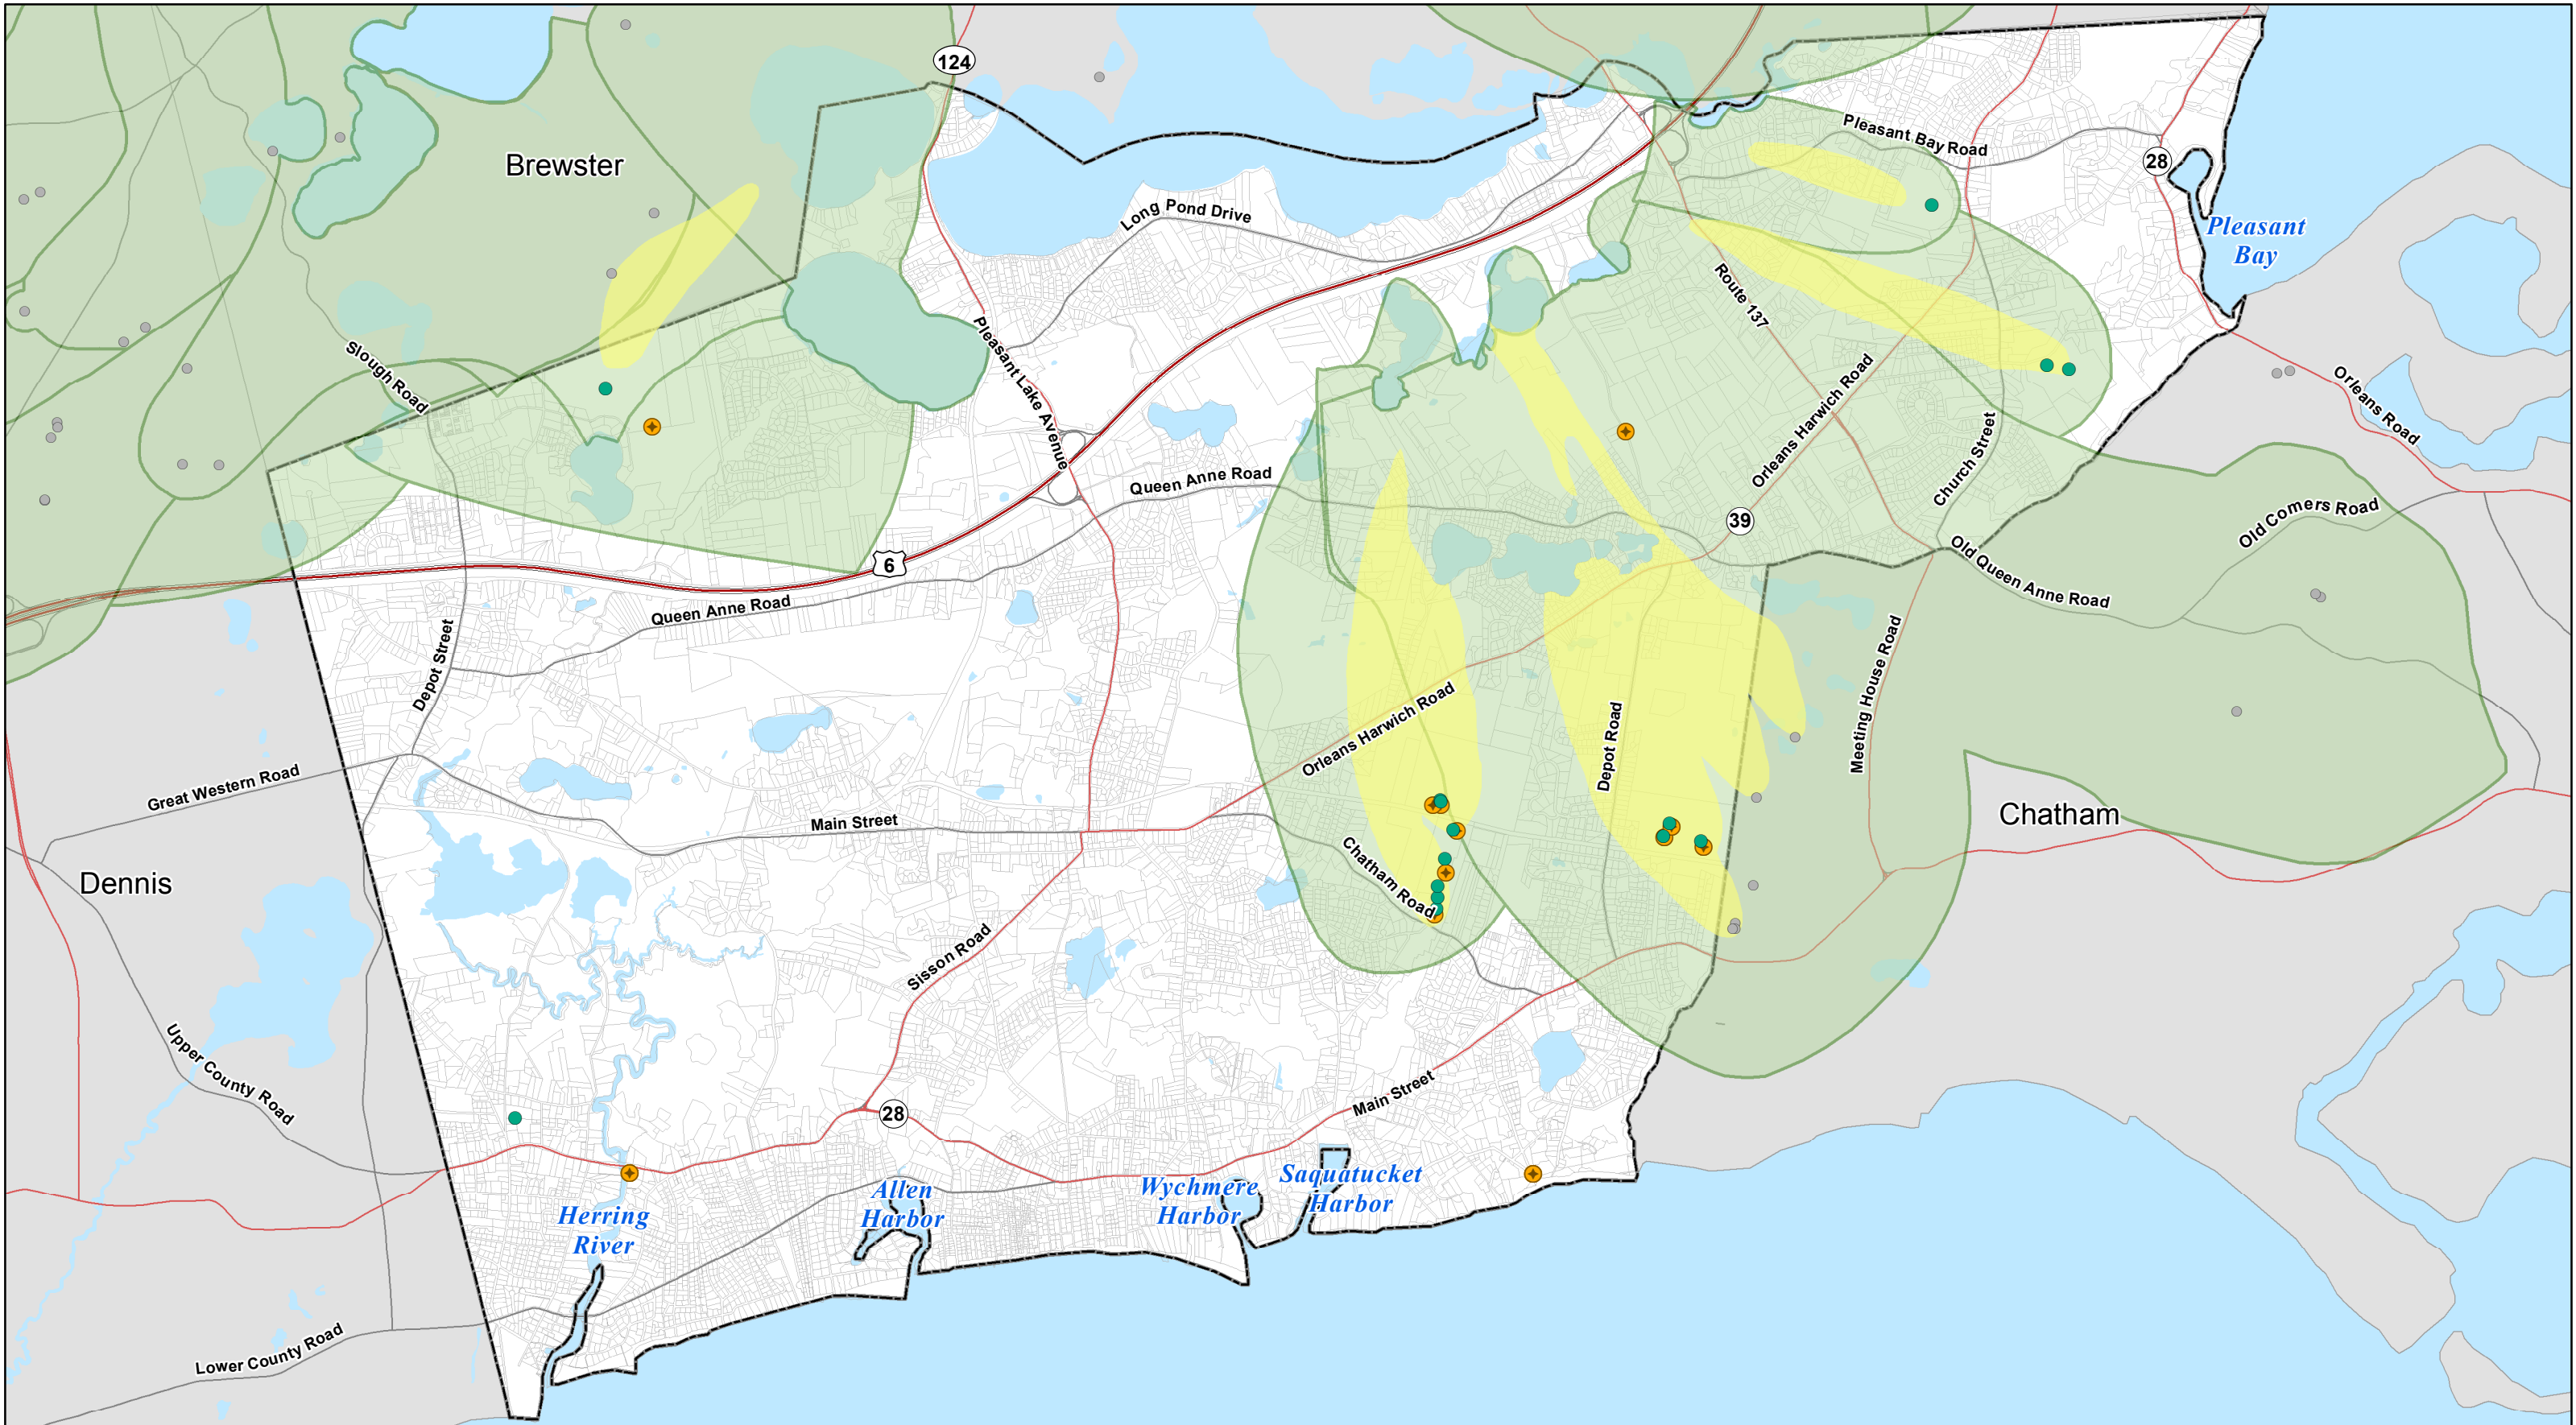 124
Brewster
Pleasant Bay Road
28
Long Pond Drive
Pleasant
Bay
Route 137
Slough Road
Pleasant Lake Avenue
Orleans Harwich Road
Orleans Road
Church Street
Queen Anne Road
Old Comers Road
39
Old Queen Anne Road
6
Queen Anne Road
Depot Street
Meeting House Road
Orleans Harwich Road
Depot Road
Great Western Road
Main Street
Chatham
Chatham Road
Dennis
Sisson Road
Upper County Road
Main Street
28
Allen
Harbor
Wychmere
Harbor
Saquatucket
Harbor
Herring
River
Lower County Road